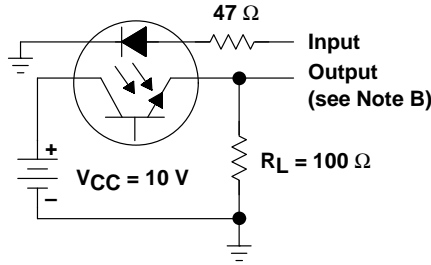 47 Ω
Input
Output
(see Note B)
+
VCC = 10 V
RL = 100 Ω
–